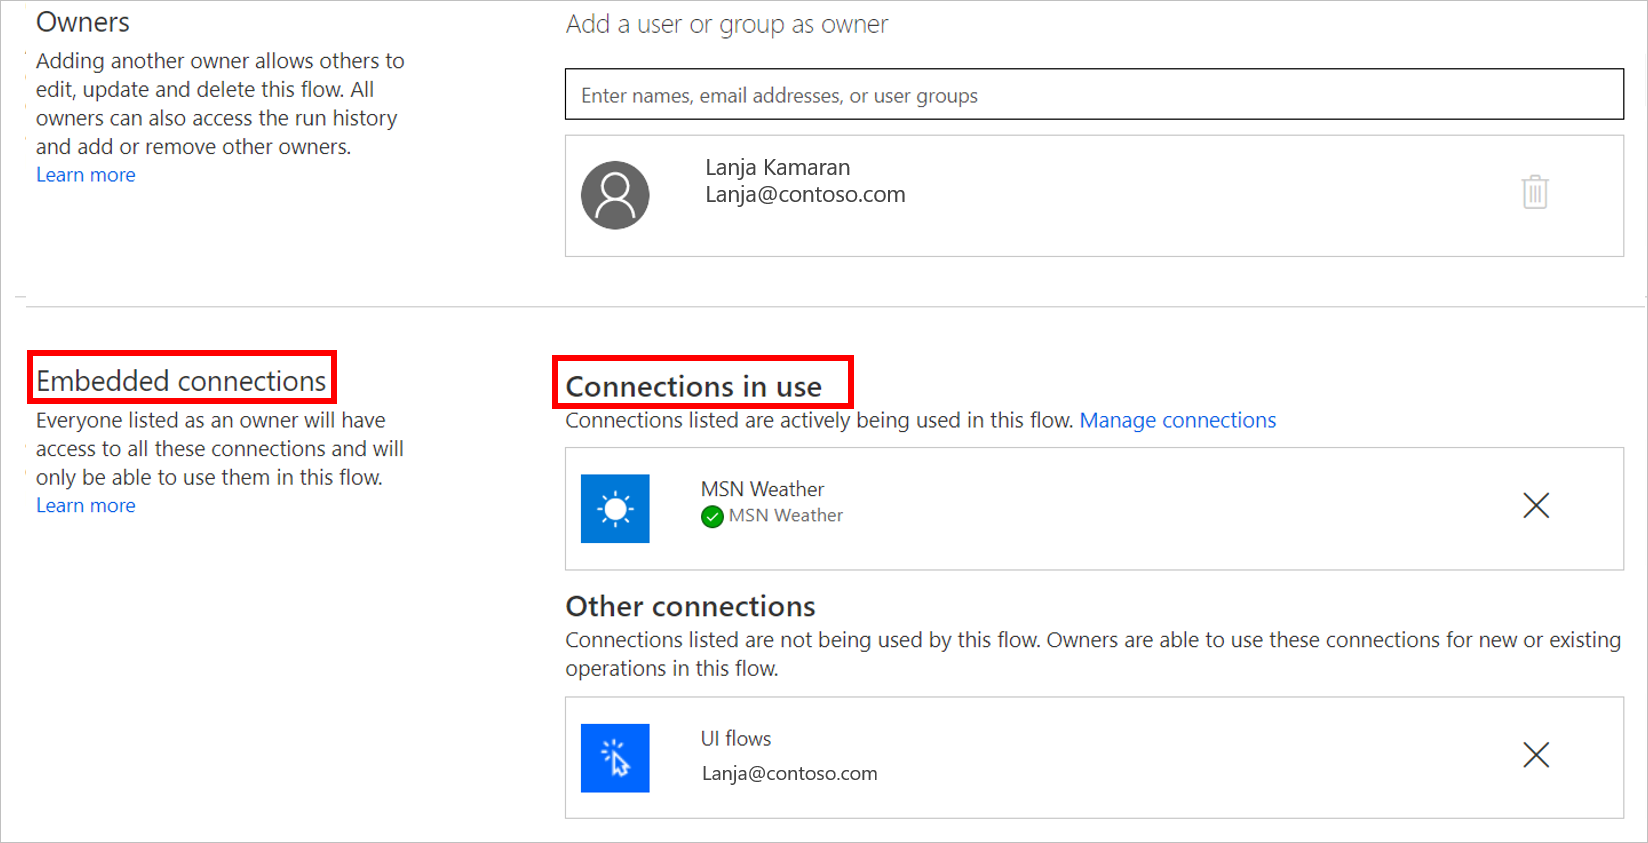 Owners
Adding another owner allows others to
edit, update and delete this flow. All
owners can also access the run history
and add or remove other owners.
Learn more
Add a user or group as owner
Enter names, email addresses, or user groups
Lanja Kamaran
Lanja@contoso.com
Embedded connections
Everyone listed as an owner will have
access to all these connections and will
only be able to use them in this flow.
Learn more
Connections in use
Connections listed are actively being used in this flow. Manage connections
MSN Weather
MSN Weather
Other connections
Connections listed are not being used by this flow. Owners are able to use these connections for new or existing
operations in this flow.
UI flows
Lanja@contoso.com